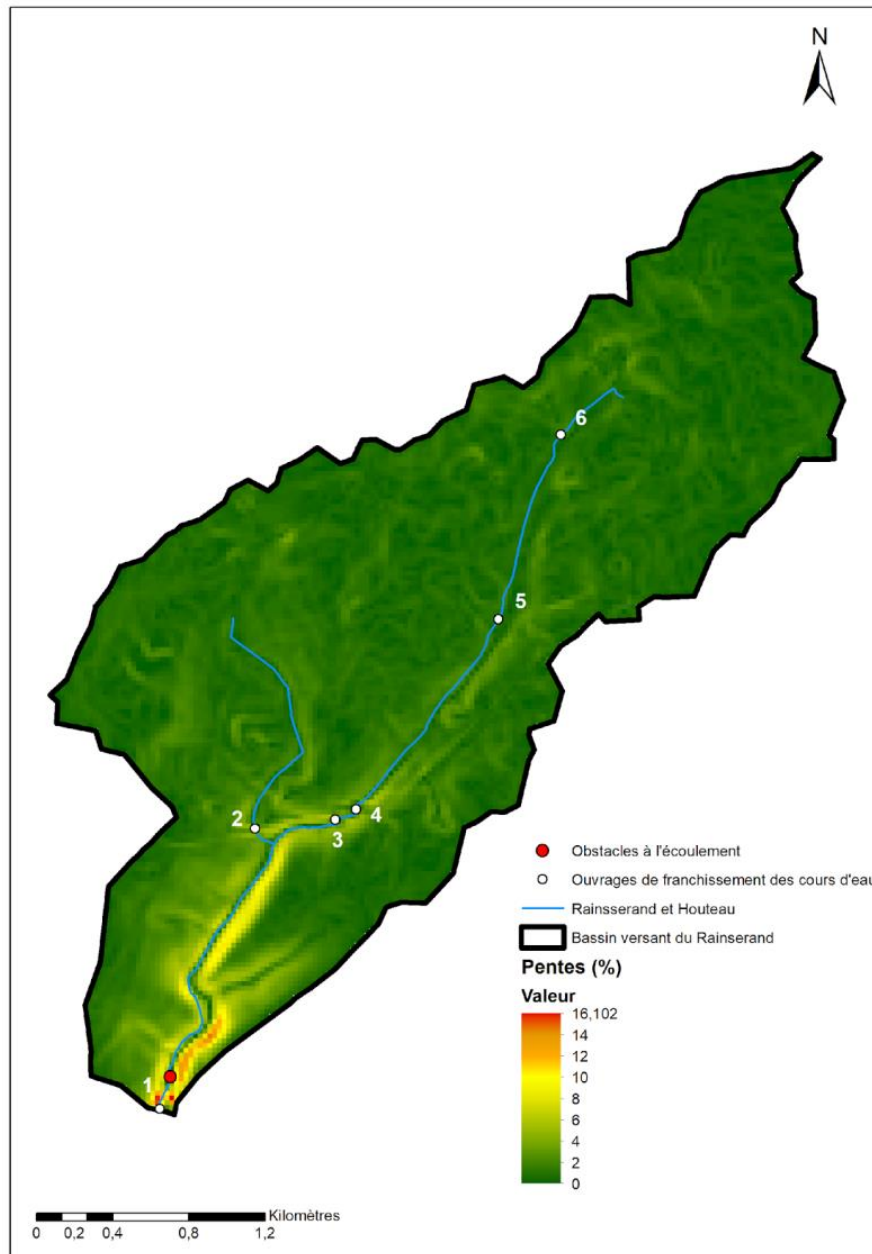 N
6
5
4
3
2
1
Obstacles à l'écoulement
Ouvrages de franchissement des cours d'eau
Rainsserand et Houteau
Bassin versant du Rainserand
Pentes (%)
Valeur
16,102
14
12
10
8
6
4
2
0
Kilomètres
0 0,2 0,4 0,8 1,2